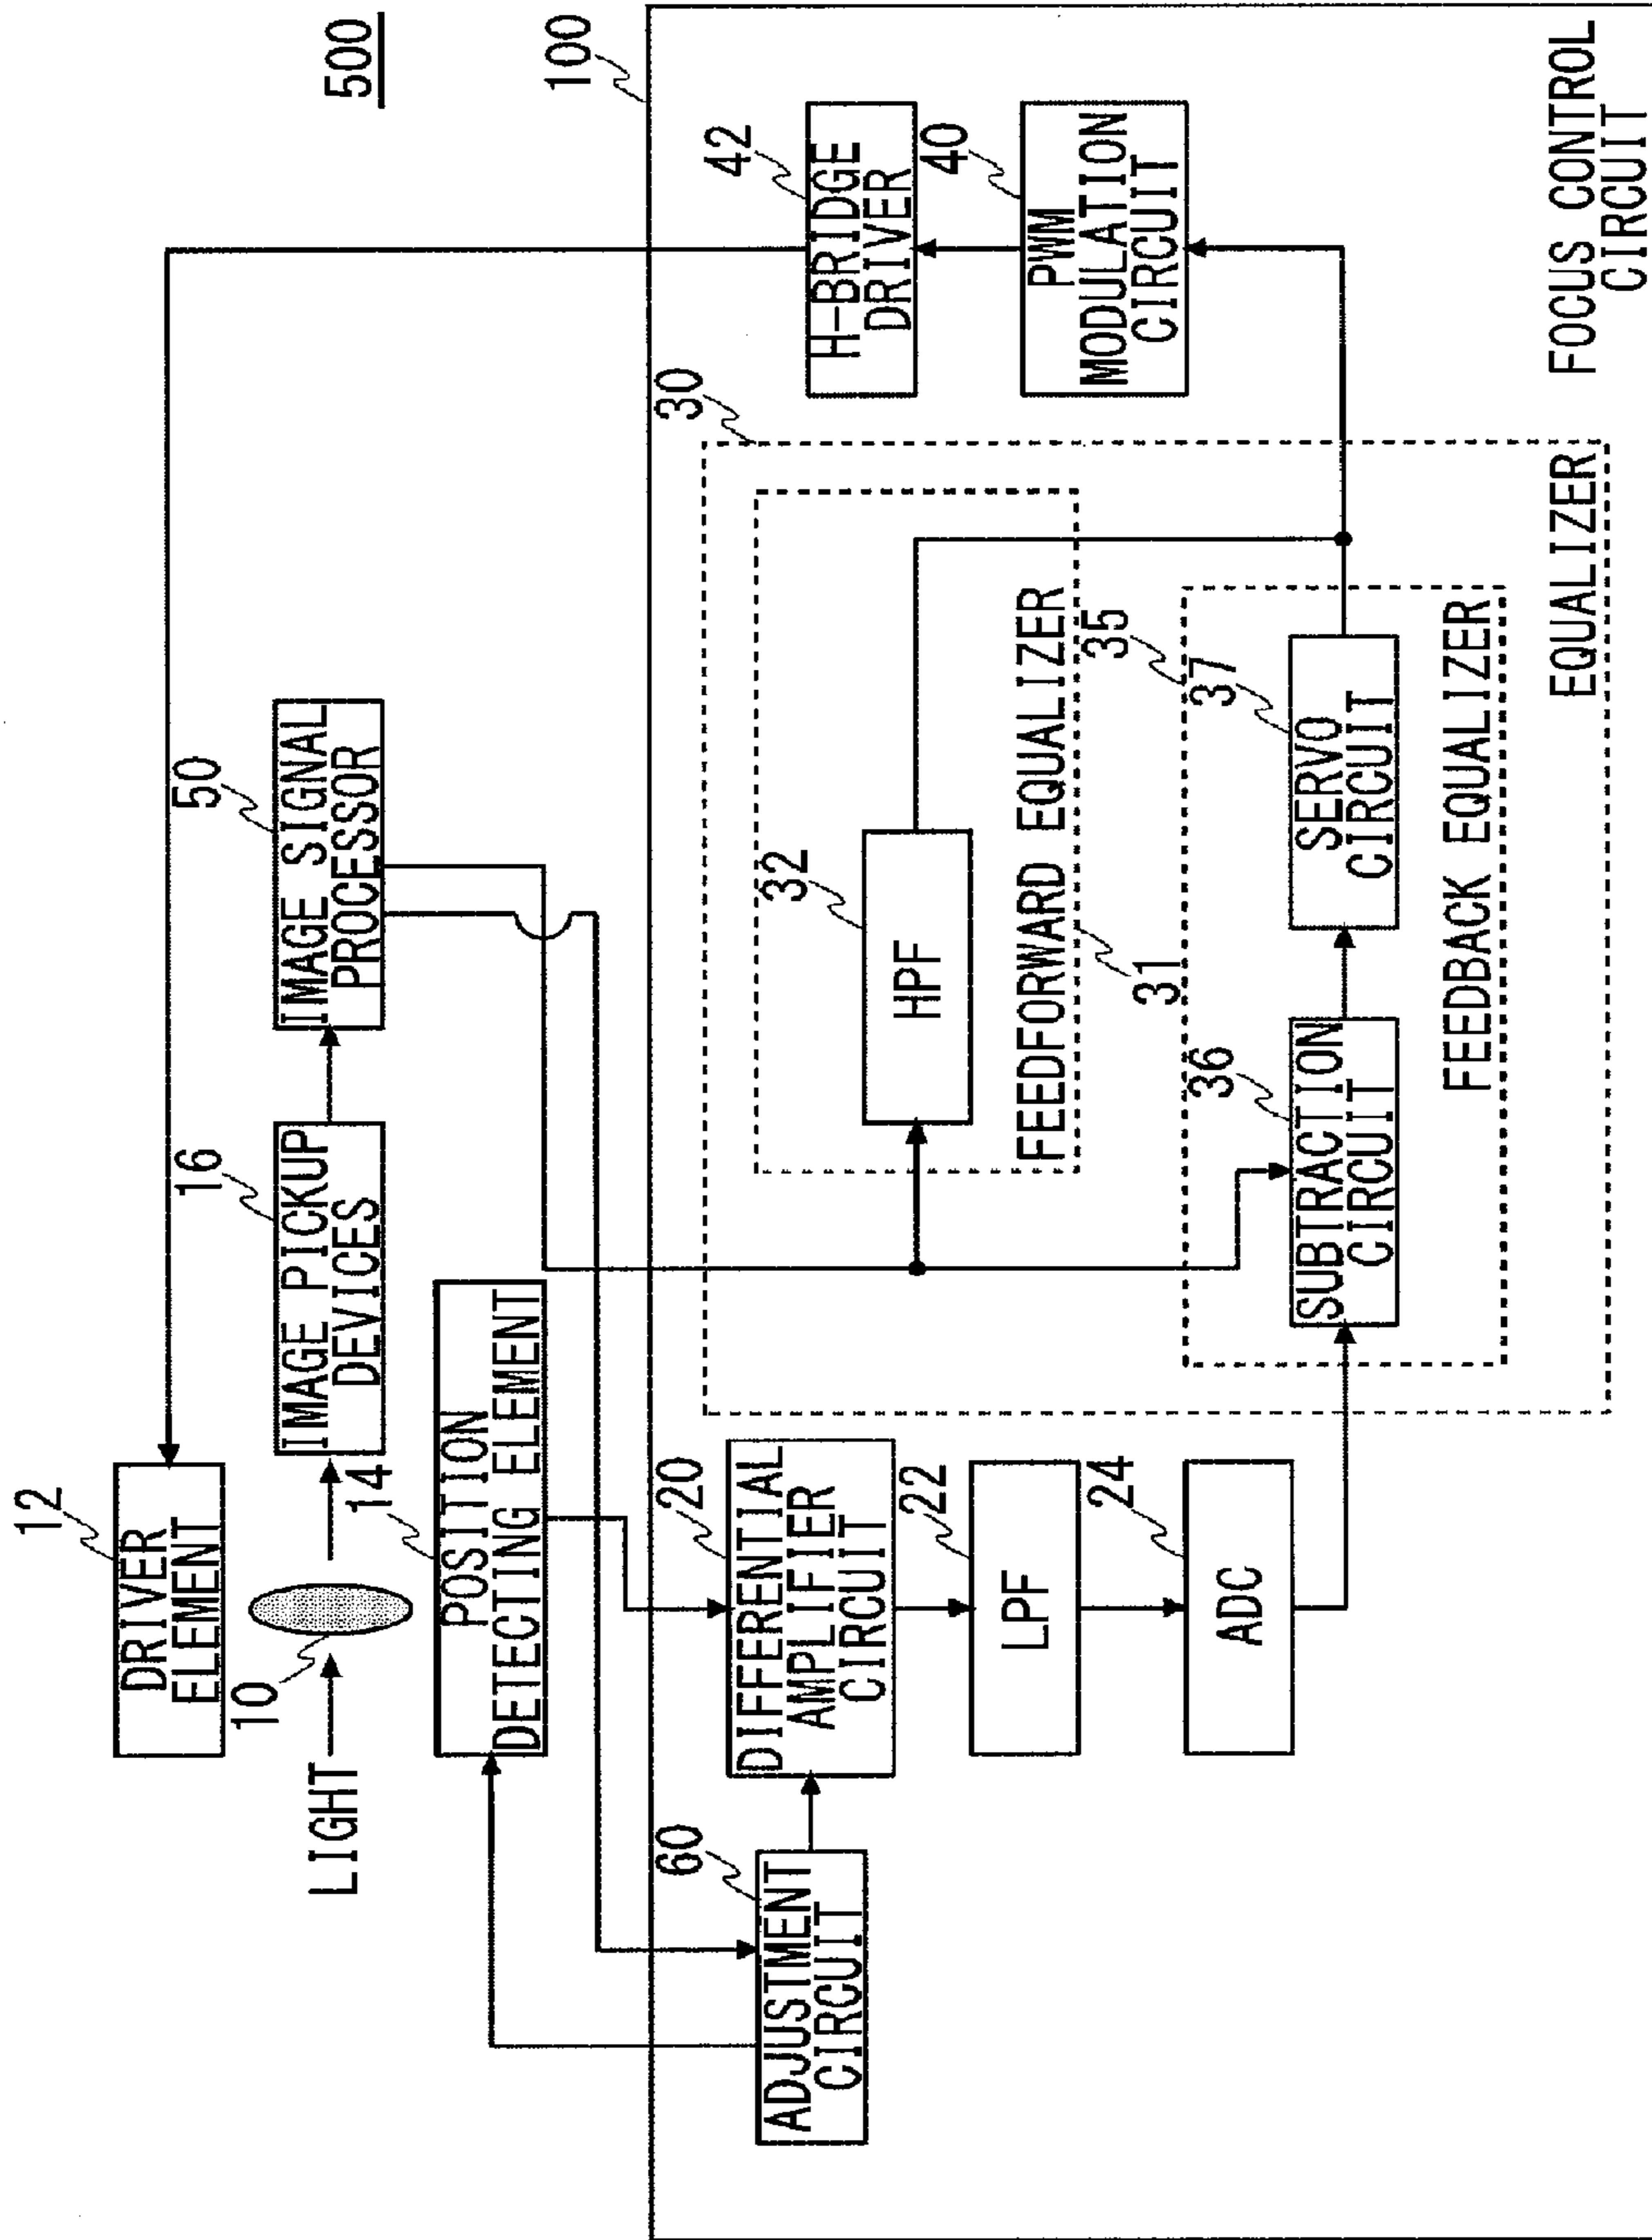 500
12
DRIVER
ELEMENT
10
LIGHT
16
IMAGE PICKUP
DEVICES
50
IMAGE SIGNAL
PROCESSOR
14
POSITION
DETECTING ELEMENT
100
60
ADJUSTMENT
CIRCUIT
20
DIFFERENTIAL
AMPLIFIER
CIRCUIT
22
LPF
24
ADC
30
32
HPF
FEEDFORWARD EQUALIZER
31
35
36
SUBTRACTION
CIRCUIT
37
SERVO
CIRCUIT
FEEDBACK EQUALIZER
EQUALIZER
42
H-BRIDGE
DRIVER
40
PWM
MODULATION
CIRCUIT
FOCUS CONTROL
CIRCUIT